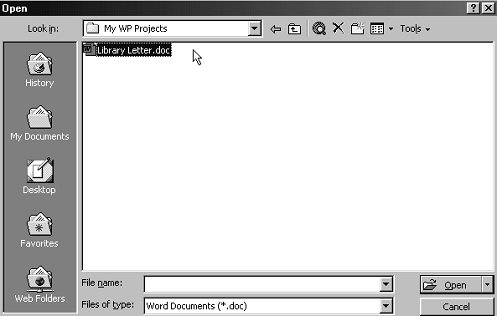 Open
Look in: My WP Projects Tools
Library Letter.doc
History
My Documents
Desktop
Favorites
Web Folders
File name: Open
Files of type: Word Documents (*.doc) Cancel